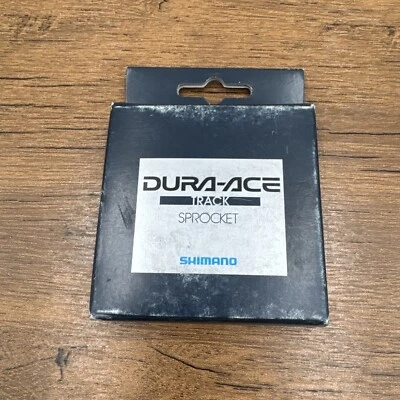 DURA-ACE
TRACK
SPROCKET
SHIMANO